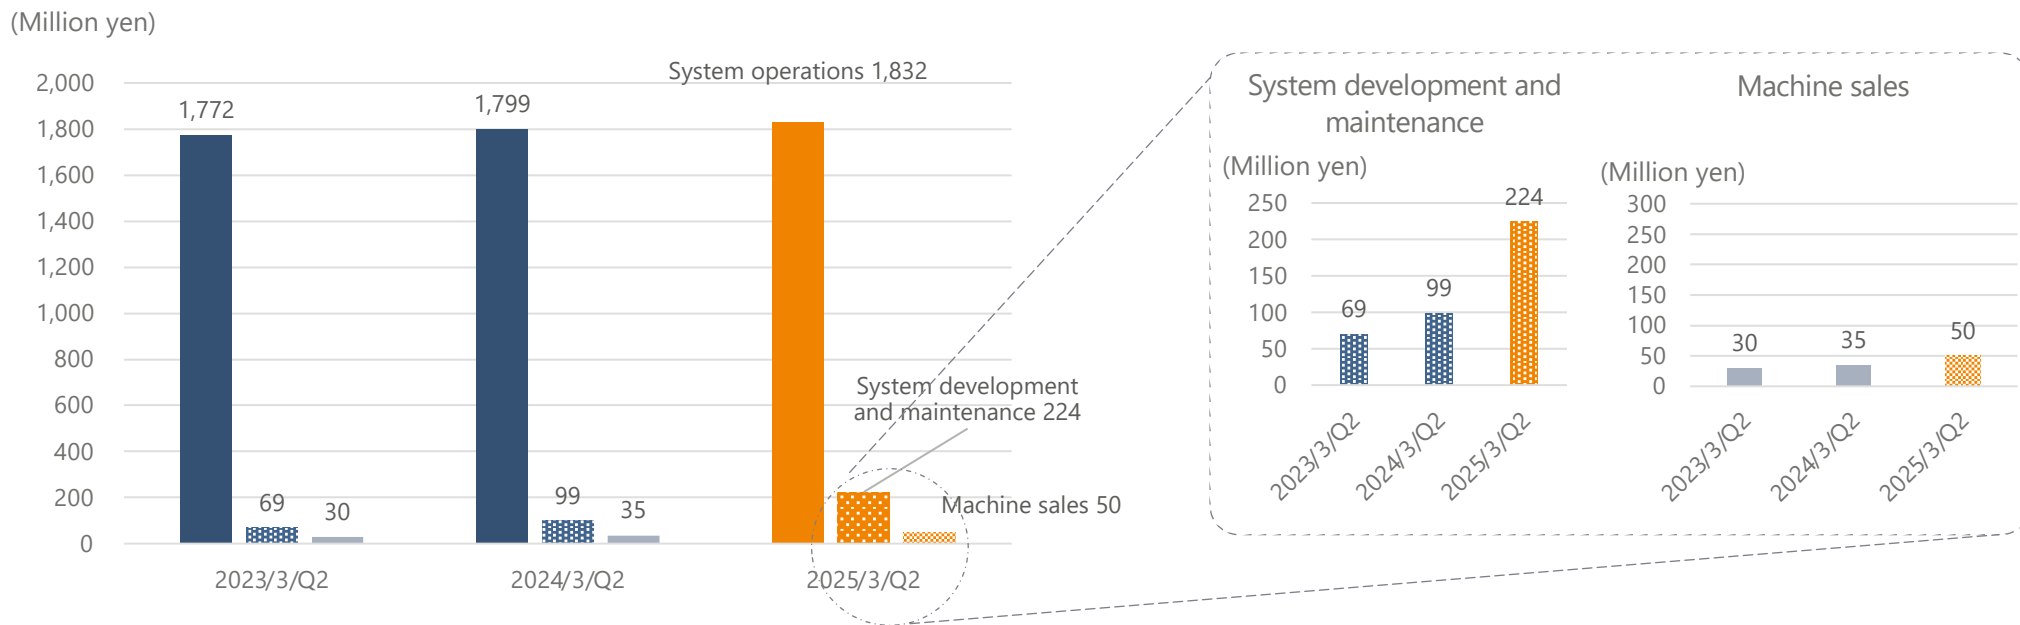 (Million yen)
System operations 1,832
2,000
1,800
1,600
1,400
1,200
1,000
800
600
400
200
0
1,772
69
30
1,799
99
35
System development
and maintenance 224
Machine sales 50
2023/3/Q2
2024/3/Q2
2025/3/Q2
System development and
maintenance
(Million yen)
250
200
150
100
50
0
69
99
224
2023/3/Q2
2024/3/Q2
2025/3/Q2
Machine sales
(Million yen)
300
250
200
150
100
50
0
30
35
50
2023/3/Q2
2024/3/Q2
2025/3/Q2